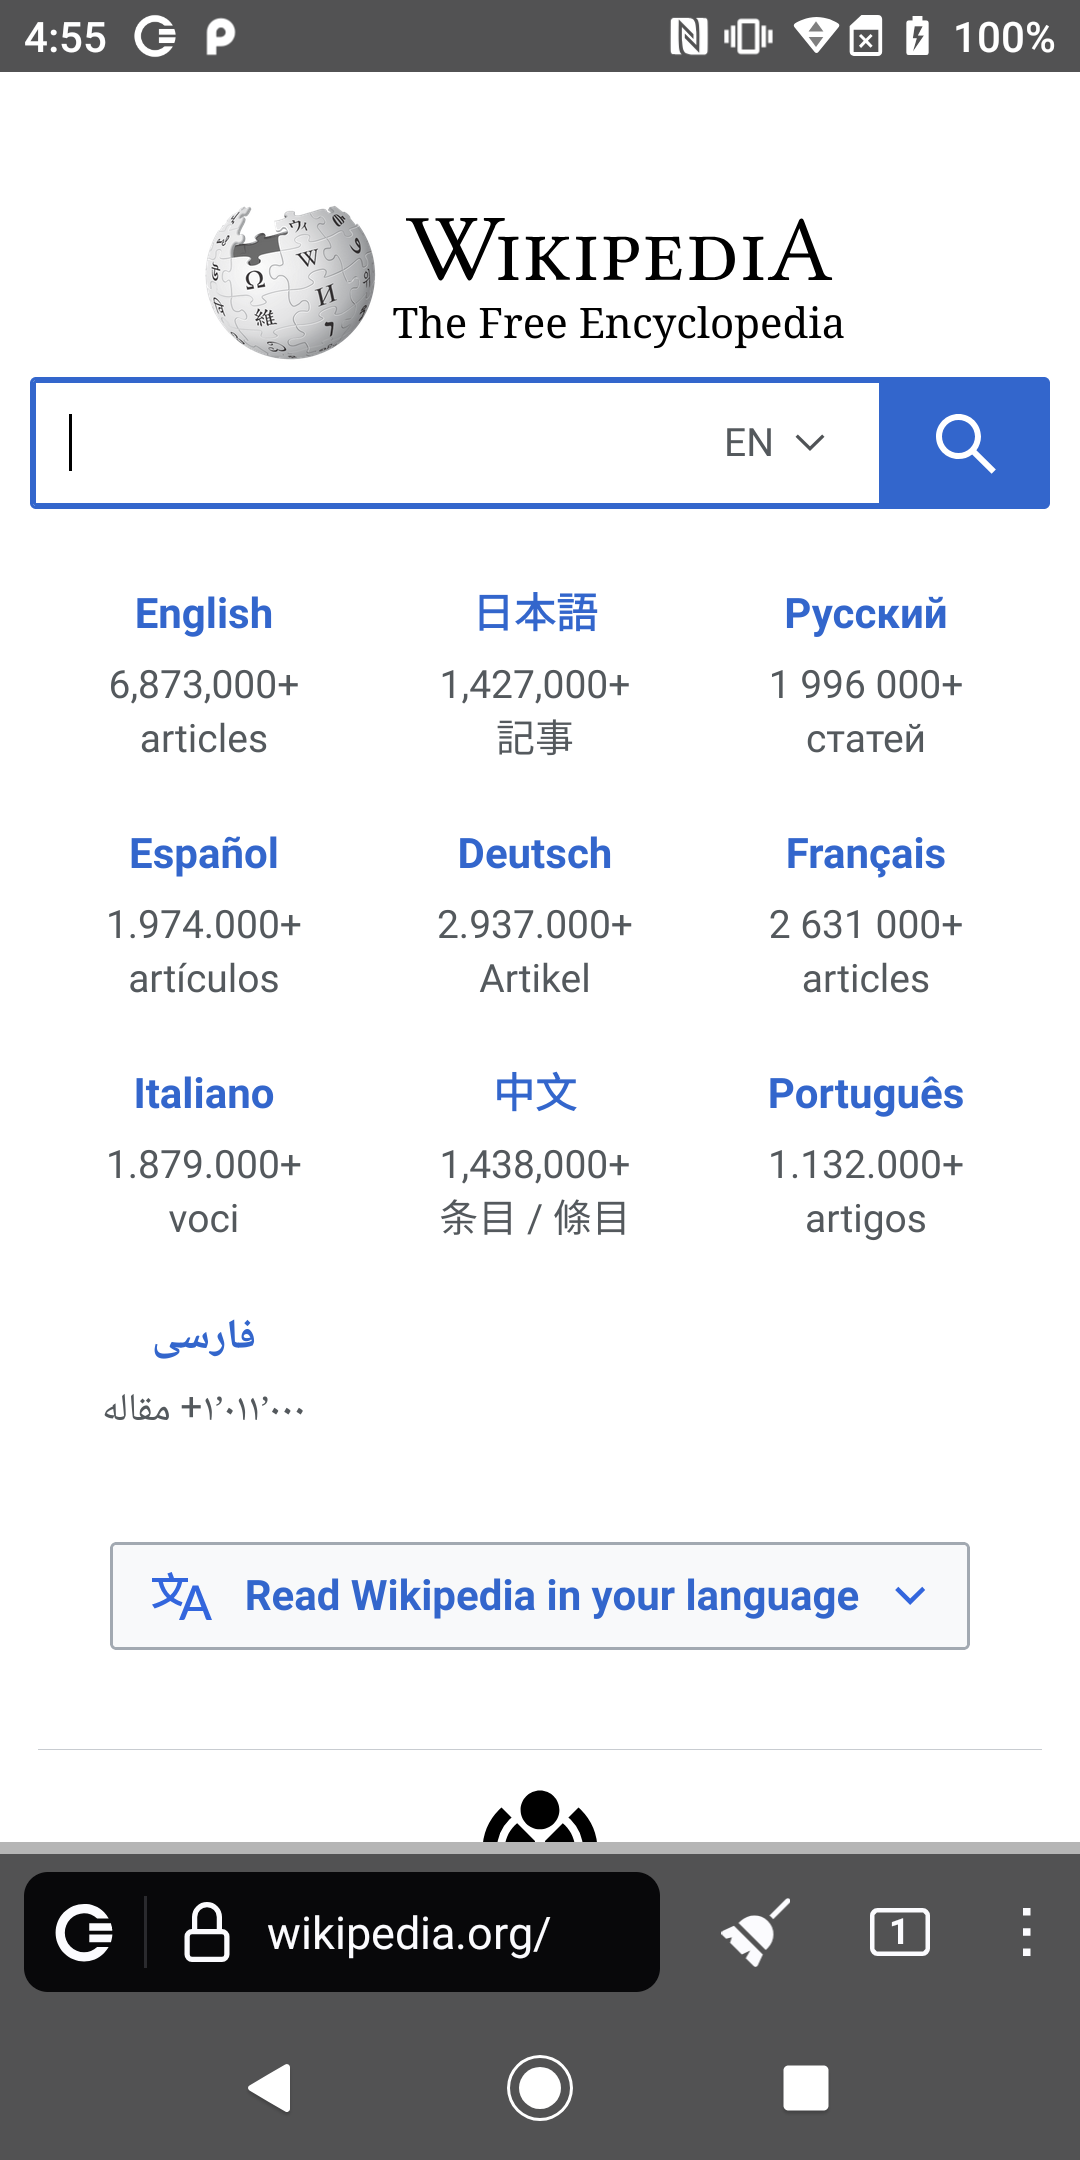 4:55
100%
WIKIPEDIA
The Free Encyclopedia
EN
English
6,873,000+
articles
日本語
1,427,000+
記事
Русский
1 996 000+
статей
Español
1.974.000+
artículos
Deutsch
2.937.000+
Artikel
Français
2 631 000+
articles
Italiano
1.879.000+
voci
中文
1,438,000+
条目 / 條目
Português
1.132.000+
artigos
فارسی
۱٬۰۱۱٬۰۰۰+ مقاله
Read Wikipedia in your language
wikipedia.org/
1